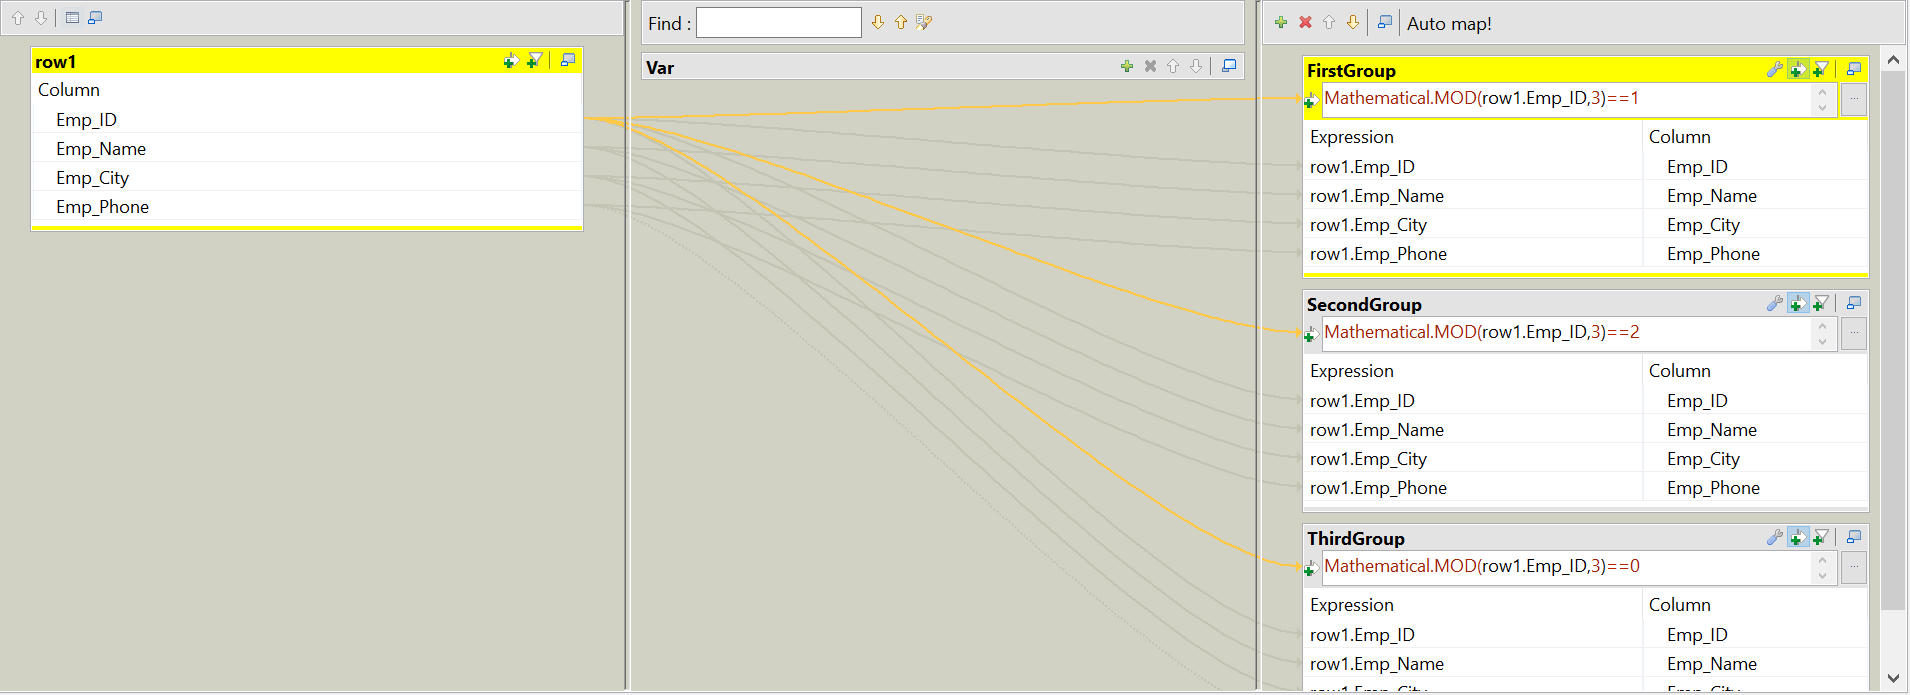 Find :
Auto map!
row1
Column
Emp_ID
Emp_Name
Emp_City
Emp_Phone
Var
FirstGroup
Mathematical.MOD(row1.Emp_ID,3)==1
...
Expression Column
row1.Emp_ID Emp_ID
row1.Emp_Name Emp_Name
row1.Emp_City Emp_City
row1.Emp_Phone Emp_Phone
SecondGroup
Mathematical.MOD(row1.Emp_ID,3)==2
...
Expression Column
row1.Emp_ID Emp_ID
row1.Emp_Name Emp_Name
row1.Emp_City Emp_City
row1.Emp_Phone Emp_Phone
ThirdGroup
Mathematical.MOD(row1.Emp_ID,3)==0
...
Expression Column
row1.Emp_ID Emp_ID
row1.Emp_Name Emp_Name
row1.Emp_City Emp_City